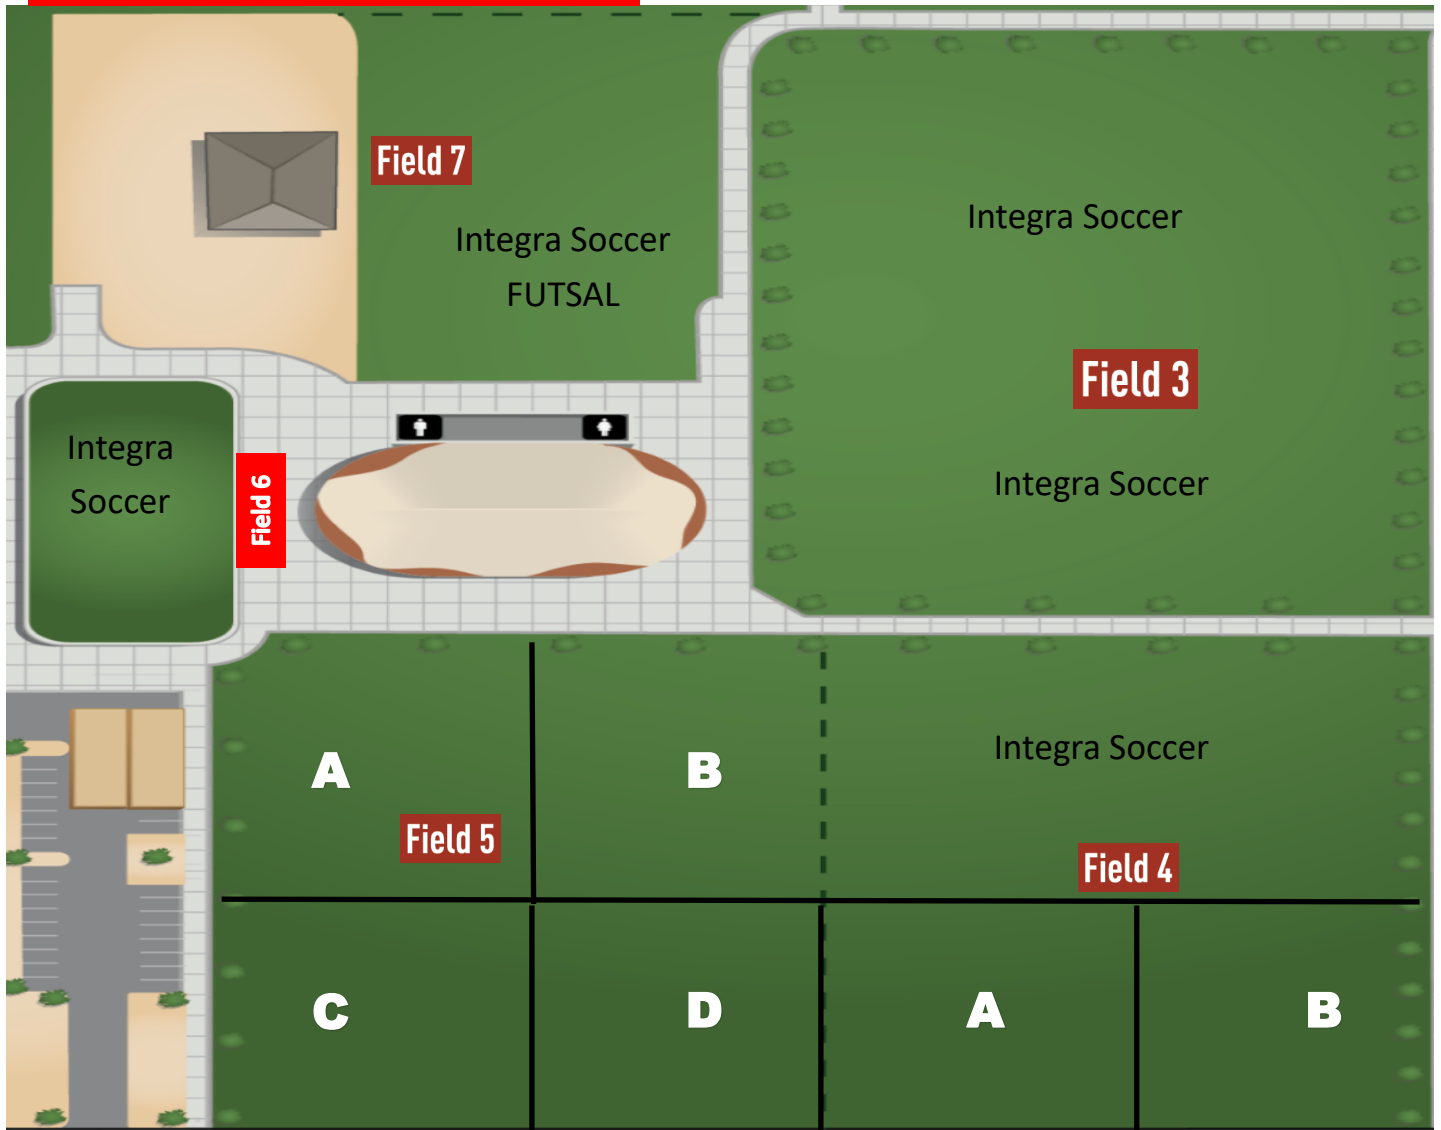 Field 7
Integra Soccer
FUTSAL
Integra Soccer
Field 3
Integra Soccer
Integra
Soccer
Field 6
A
B
Integra Soccer
Field 5
Field 4
C
D
A
B